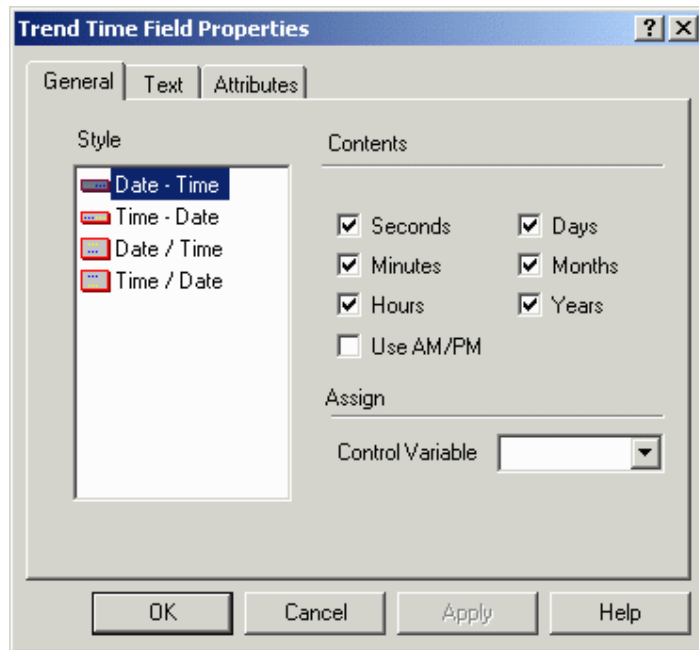 Trend Time Field Properties
General Text Attributes
Style
Date - Time
Time - Date
Date / Time
Time / Date
Contents
Seconds Days
Minutes Months
Hours Years
Use AM/PM
Assign
Control Variable
OK Cancel Apply Help